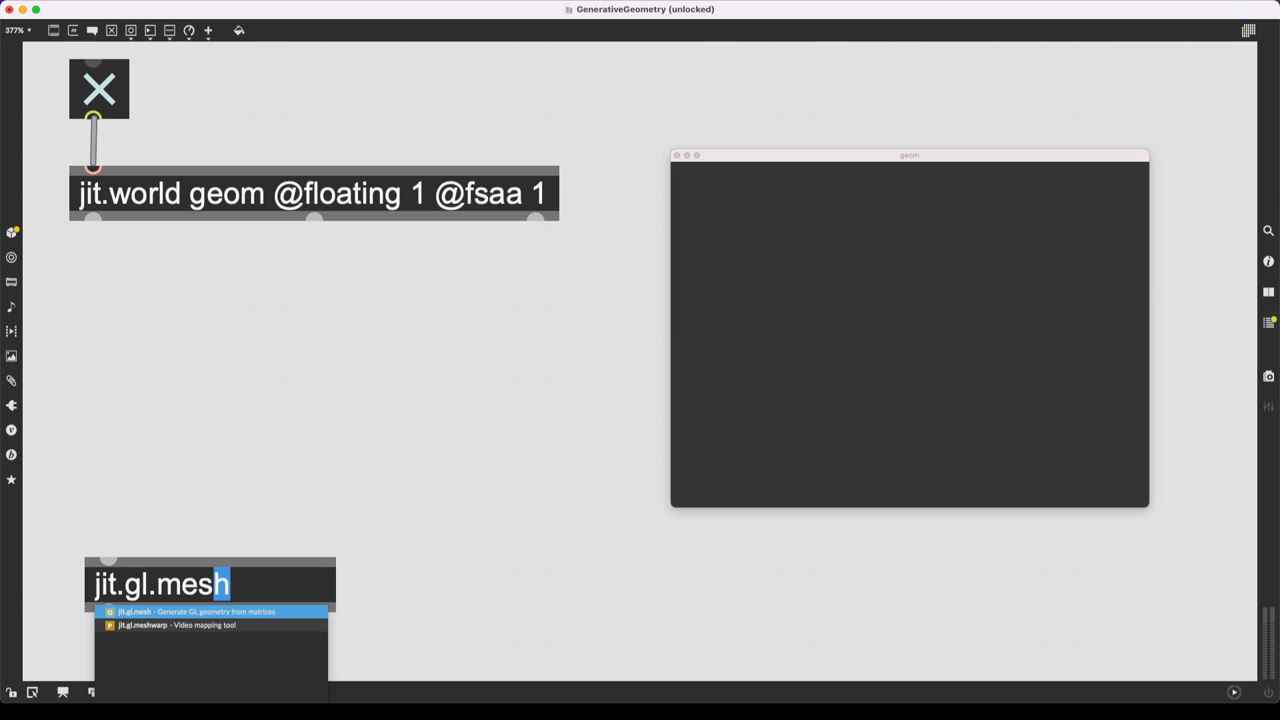 GenerativeGeometry (unlocked)
377%
jit.world geom @floating 1 @fsaa 1
geom
jit.gl.mesh
jit.gl.mesh - Generate GL geometry from matrices
jit.gl.meshwarp - Video mapping tool